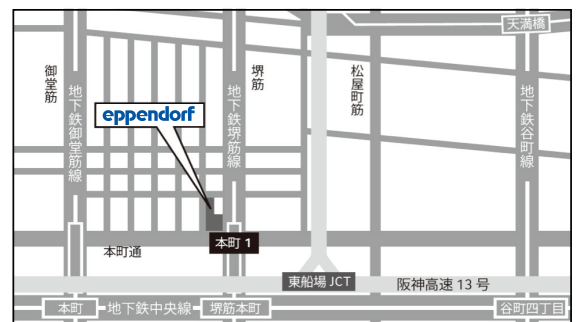 天満橋
御堂筋
地下鉄御堂筋線
eppendorf
地下鉄堺筋線
堺筋
松屋町筋
地下鉄谷町線
本町通
本町 1
東船場 JCT
阪神高速 13 号
本町
地下鉄中央線
堺筋本町
谷町四丁目